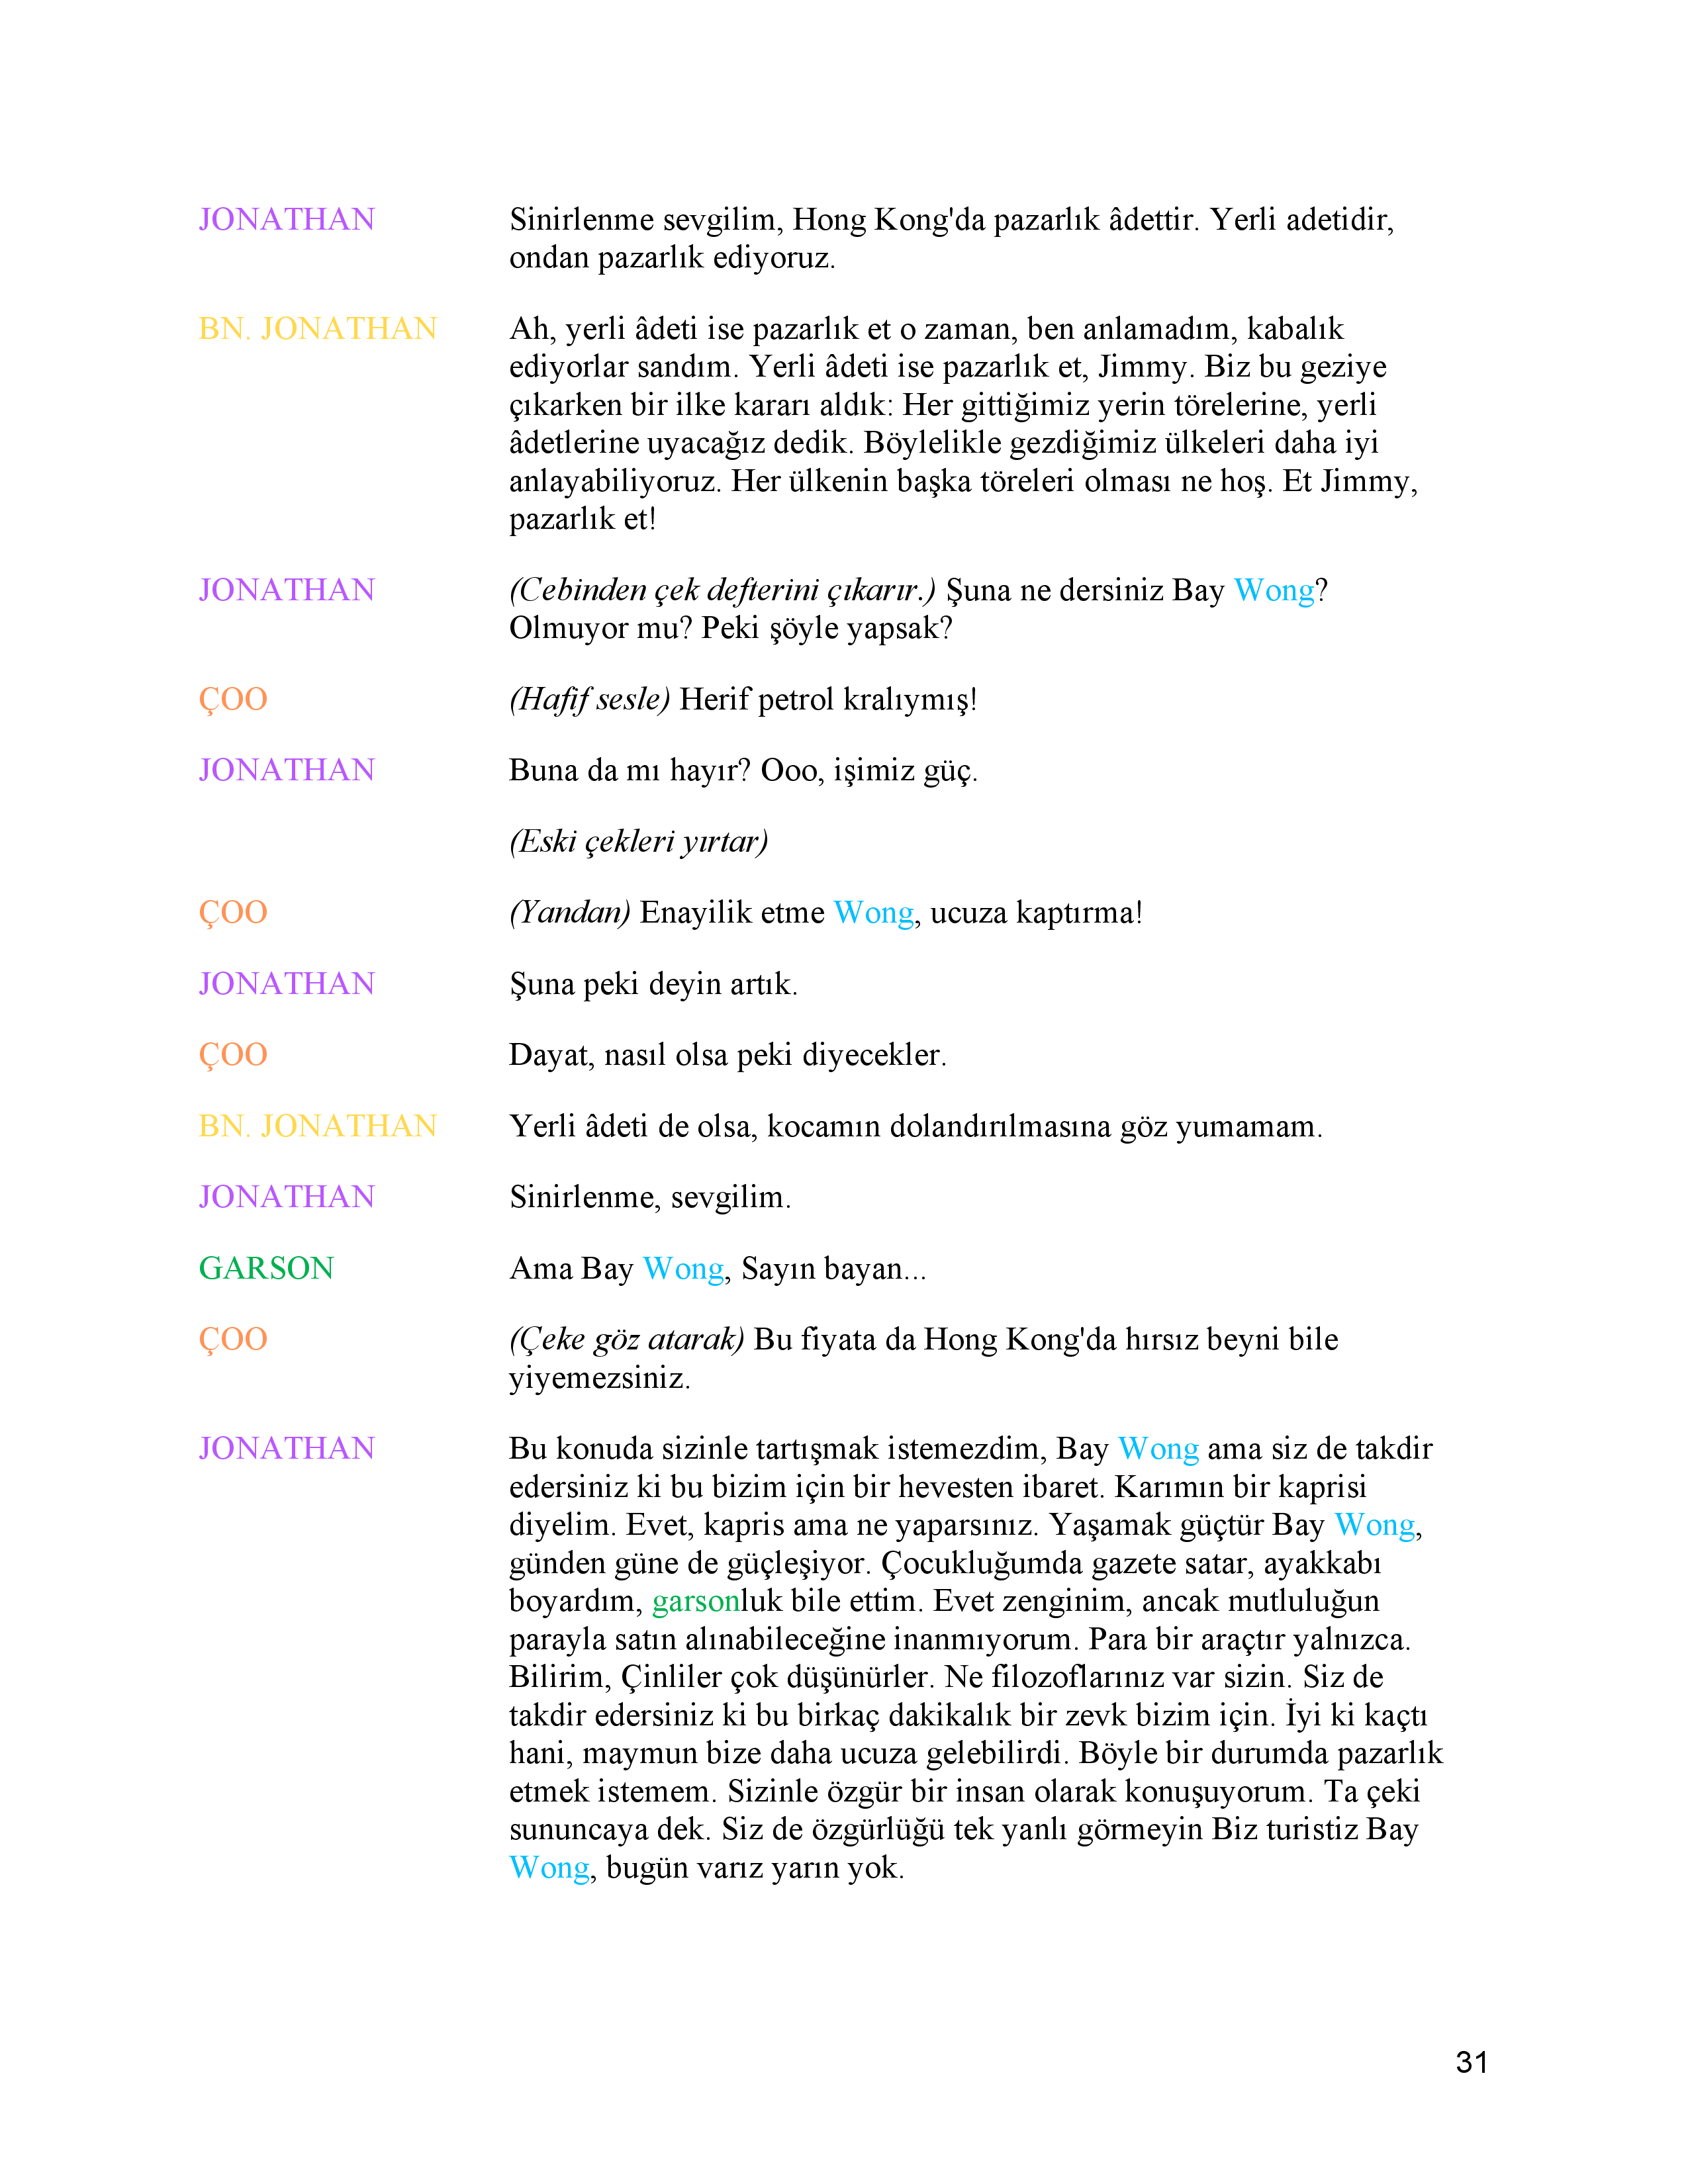 JONATHAN Sinirlenme sevgilim, Hong Kong'da pazarlık âdettir. Yerli adetidir,
ondan pazarlık ediyoruz.
BN. JONATHAN Ah, yerli âdeti ise pazarlık et o zaman, ben anlamadım, kabalık
ediyorlar sandım. Yerli âdeti ise pazarlık et, Jimmy. Biz bu geziye
çıkarken bir ilke kararı aldık: Her gittiğimiz yerin törelerine, yerli
âdetlerine uyacağız dedik. Böylelikle gezdiğimiz ülkeleri daha iyi
anlayabiliyoruz. Her ülkenin başka töreleri olması ne hoş. Et Jimmy,
pazarlık et!
JONATHAN (Cebinden çek defterini çıkarır.) Şuna ne dersiniz Bay Wong?
Olmuyor mu? Peki şöyle yapsak?
ÇOO (Hafif sesle) Herif petrol kralıymış!
JONATHAN Buna da mı hayır? Ooo, işimiz güç.
(Eski çekleri yırtar)
ÇOO (Yandan) Enayilik etme Wong, ucuza kaptırma!
JONATHAN Şuna peki deyin artık.
ÇOO Dayat, nasıl olsa peki diyecekler.
BN. JONATHAN Yerli âdeti de olsa, kocamın dolandırılmasına göz yumamam.
JONATHAN Sinirlenme, sevgilim.
GARSON Ama Bay Wong, Sayın bayan...
ÇOO (Çeke göz atarak) Bu fiyata da Hong Kong'da hırsız beyni bile
yiyemezsiniz.
JONATHAN Bu konuda sizinle tartışmak istemezdim, Bay Wong ama siz de takdir
edersiniz ki bu bizim için bir hevesten ibaret. Karımın bir kaprisi
diyelim. Evet, kapris ama ne yaparsınız. Yaşamak güçtür Bay Wong,
günden güne de güçleşiyor. Çocukluğumda gazete satar, ayakkabı
boyardım, garsonluk bile ettim. Evet zenginim, ancak mutluluğun
parayla satın alınabileceğine inanmıyorum. Para bir araçtır yalnızca.
Bilirim, Çinliler çok düşünürler. Ne filozoflarınız var sizin. Siz de
takdir edersiniz ki bu birkaç dakikalık bir zevk bizim için. İyi ki kaçtı
hani, maymun bize daha ucuza gelebilirdi. Böyle bir durumda pazarlık
etmek istemem. Sizinle özgür bir insan olarak konuşuyorum. Ta çeki
sununcaya dek. Siz de özgürlüğü tek yanlı görmeyin Biz turistiz Bay
Wong, bugün varız yarın yok.
31